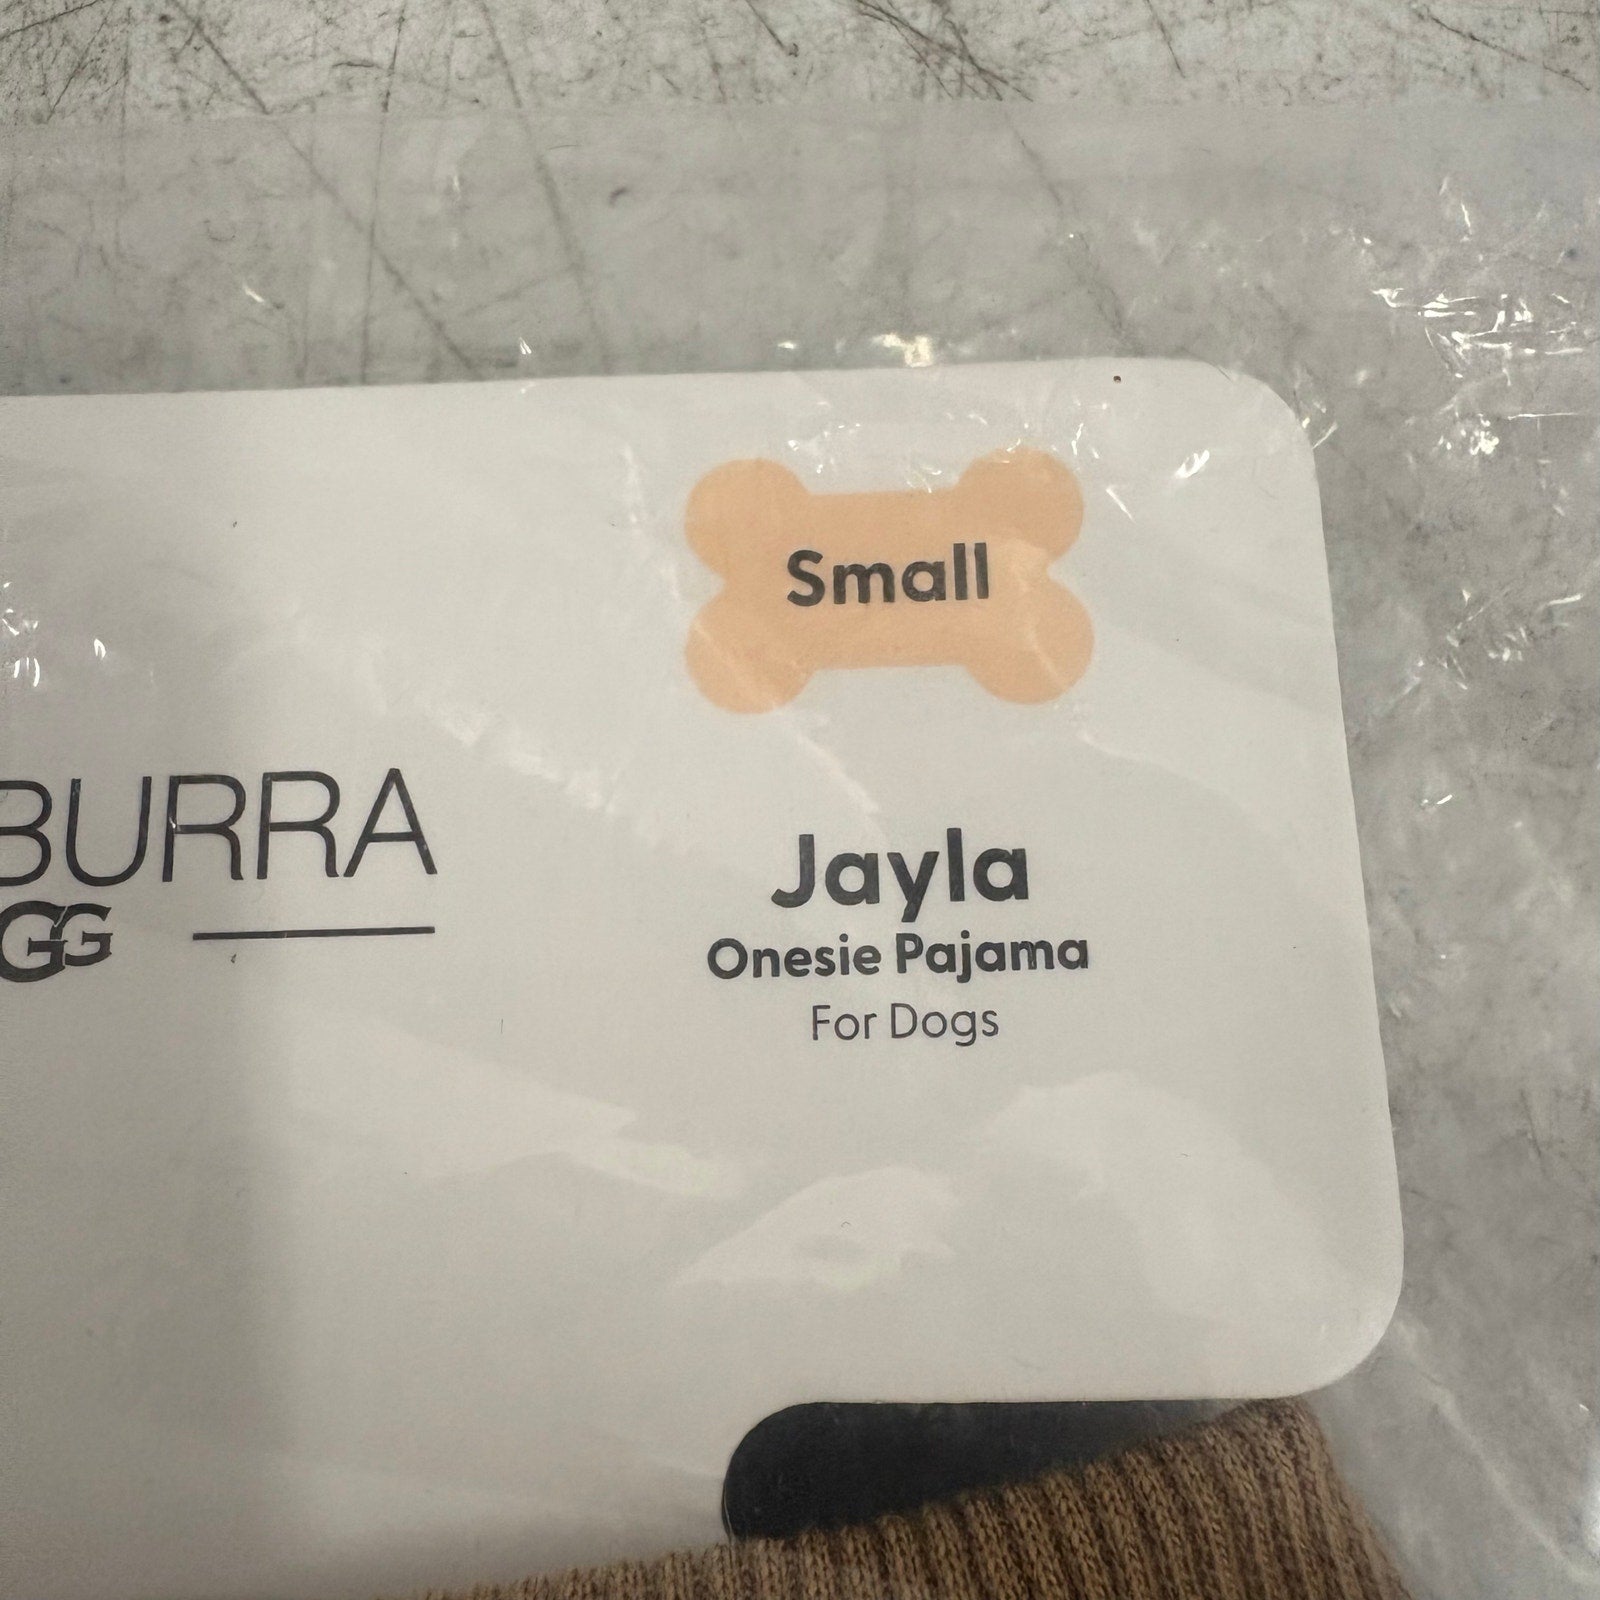 Small
BURRA
GG
Jayla
Onesie Pajama
For Dogs